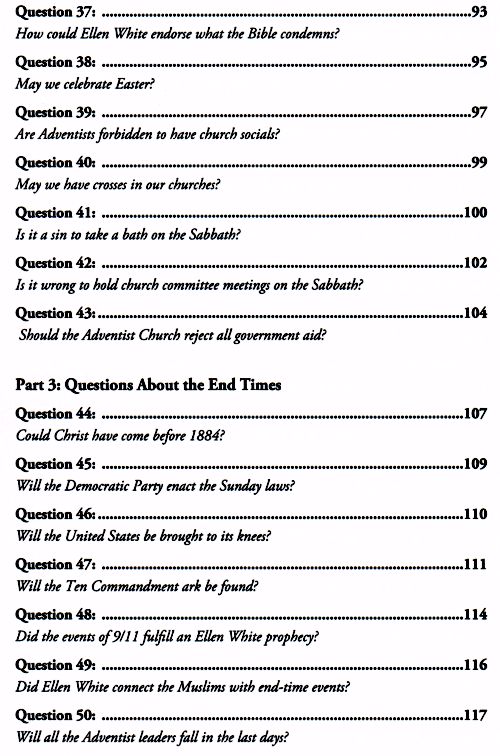 Question 37: ..........93
How could Ellen White endorse what the Bible condemns?
Question 38: ..........95
May we celebrate Easter?
Question 39: ..........97
Are Adventists forbidden to have church socials?
Question 40: ..........99
May we have crosses in our churches?
Question 41: ..........100
Is it a sin to take a bath on the Sabbath?
Question 42: ..........102
Is it wrong to hold church committee meetings on the Sabbath?
Question 43: ..........104
Should the Adventist Church reject all government aid?
Part 3: Questions About the End Times
Question 44: ..........107
Could Christ have come before 1884?
Question 45: ..........109
Will the Democratic Party enact the Sunday laws?
Question 46: ..........110
Will the United States be brought to its knees?
Question 47: ..........111
Will the Ten Commandment ark be found?
Question 48: ..........114
Did the events of 9/11 fulfill an Ellen White prophecy?
Question 49: ..........116
Did Ellen White connect the Muslims with end-time events?
Question 50: ..........117
Will all the Adventist leaders fall in the last days?